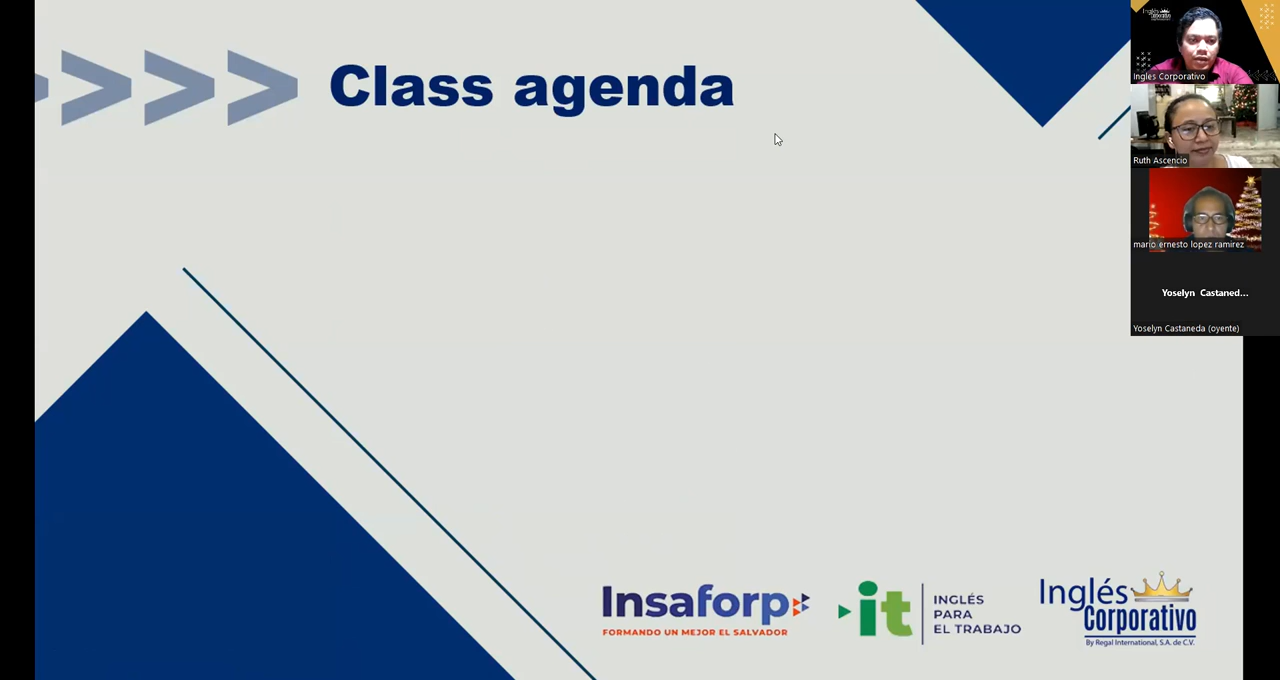 Class agenda
Inglés Corporativo
Ruth Ascencio
mario ernesto lopez ramirez
Yoselyn Castaned...
Yoselyn Castaneda (oyente)
Insaforp
FORMANDO UN MEJOR EL SALVADOR
it
INGLÉS
PARA
EL TRABAJO
Inglés
Corporativo
By Regal International, S.A. de C.V.